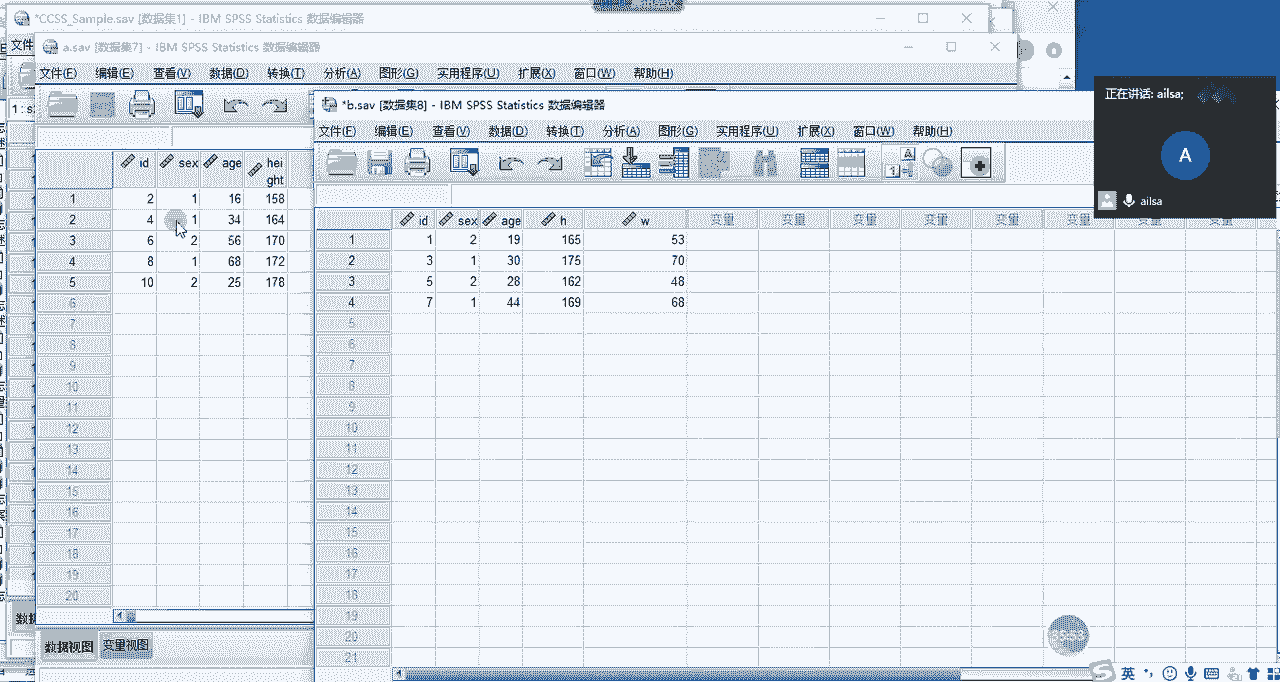 *CCSS_Sample.sav [数据集1] - IBM SPSS Statistics 数据编辑器
a.sav [数据集7] - IBM SPSS Statistics 数据编辑器
文件(F) 编辑(E) 查看(V) 数据(D) 转换(T) 分析(A) 图形(G) 实用程序(U) 扩展(X) 窗口(W) 帮助(H)
id sex age height
1 2 1 16 158
2 4 1 34 164
3 6 2 56 170
4 8 1 68 172
5 10 2 25 178
6
7
8
9
10
11
12
13
14
15
16
17
18
19
20
数据视图 变量视图
*b.sav [数据集8] - IBM SPSS Statistics 数据编辑器
文件(F) 编辑(E) 查看(V) 数据(D) 转换(T) 分析(A) 图形(G) 实用程序(U) 扩展(X) 窗口(W) 帮助(H)
id sex age h w 变量 变量 变量 变量 变量 变量 变量 变量
1 1 2 19 165 53
2 3 1 30 175 70
3 5 2 28 162 48
4 7 1 44 169 68
5
6
7
8
9
10
11
12
13
14
15
16
17
18
19
20
21
正在讲话: ailsa;
A
ailsa
英